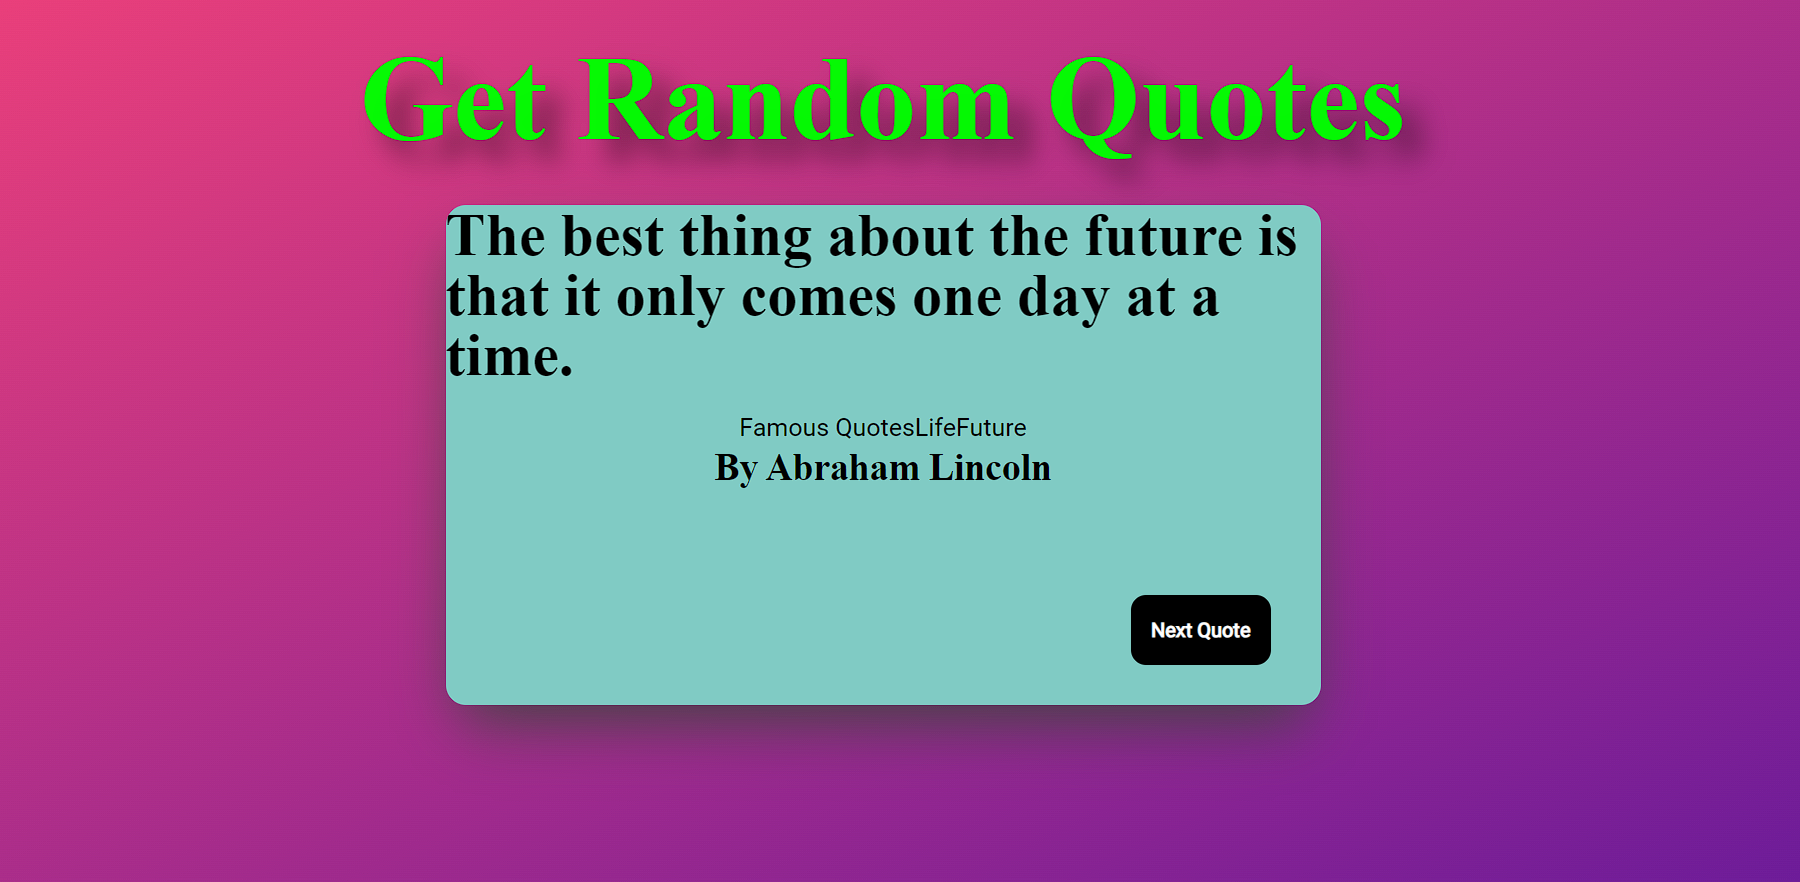 Get Random Quotes
The best thing about the future is
that it only comes one day at a
time.
Famous QuotesLifeFuture
By Abraham Lincoln
Next Quote